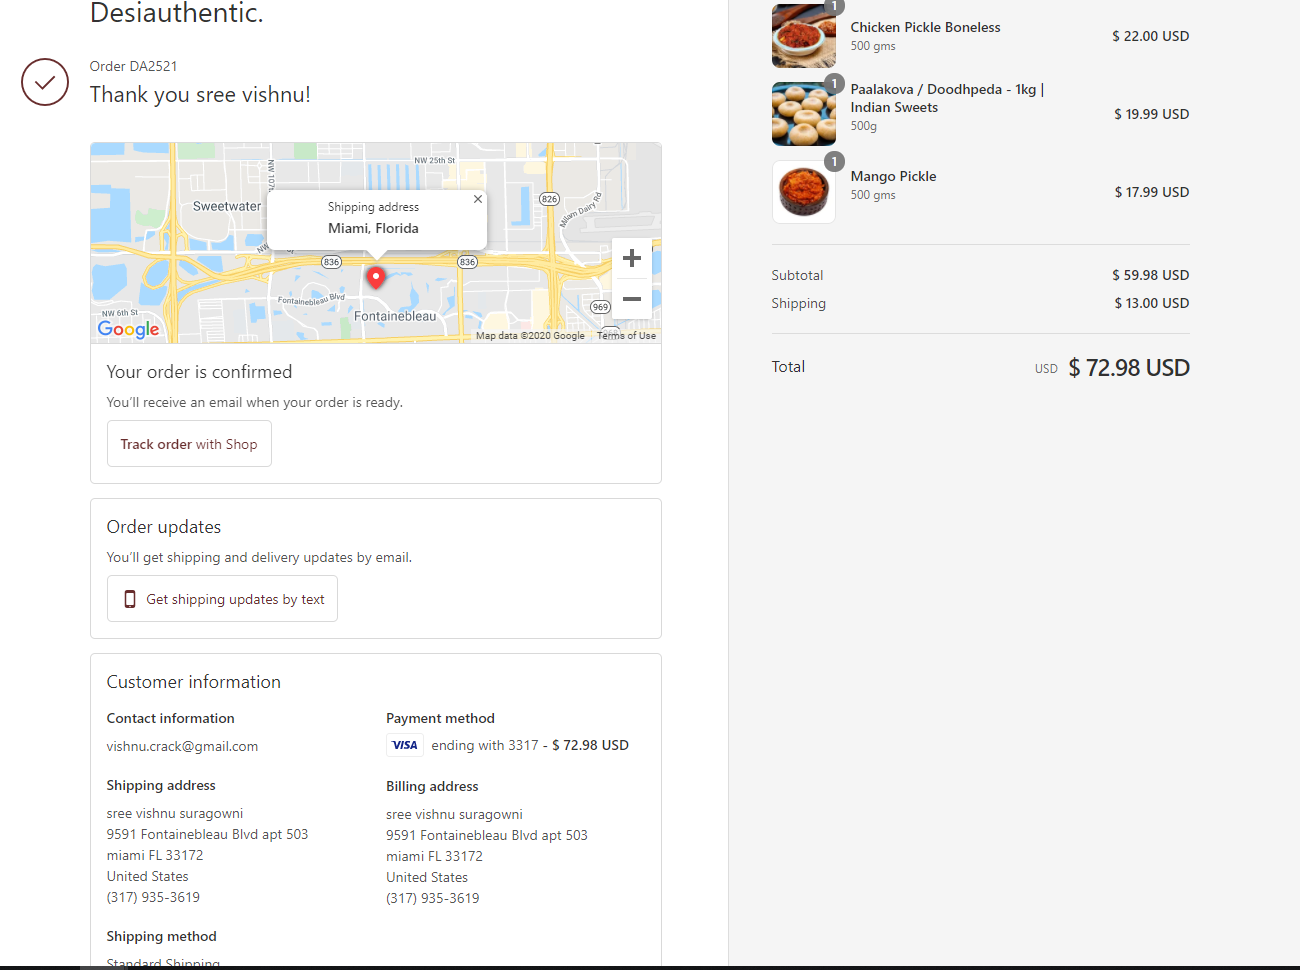 Desiauthentic.
Order DA2521
Thank you sree vishnu!
NW 25th St
NW 107t
Sweetwater
826
Milam Dairy Rd
Shipping address
Miami, Florida
NW
836
836
Fontainebleau Blvd
Fontainebleau
969
NW 6th St
Google
Map data ©2020 Google
Terms of Use
Your order is confirmed
You'll receive an email when your order is ready.
Track order with Shop
Order updates
You'll get shipping and delivery updates by email.
Get shipping updates by text
Customer information
Contact information
vishnu.crack@gmail.com
Payment method
VISA ending with 3317 - $ 72.98 USD
Shipping address
sree vishnu suragowni
9591 Fontainebleau Blvd apt 503
miami FL 33172
United States
(317) 935-3619
Billing address
sree vishnu suragowni
9591 Fontainebleau Blvd apt 503
miami FL 33172
United States
(317) 935-3619
Shipping method
Standard Shipping
1
Chicken Pickle Boneless
500 gms
$ 22.00 USD
1
Paalakova / Doodhpeda - 1kg |
Indian Sweets
500g
$ 19.99 USD
1
Mango Pickle
500 gms
$ 17.99 USD
Subtotal $ 59.98 USD
Shipping $ 13.00 USD
Total USD $ 72.98 USD